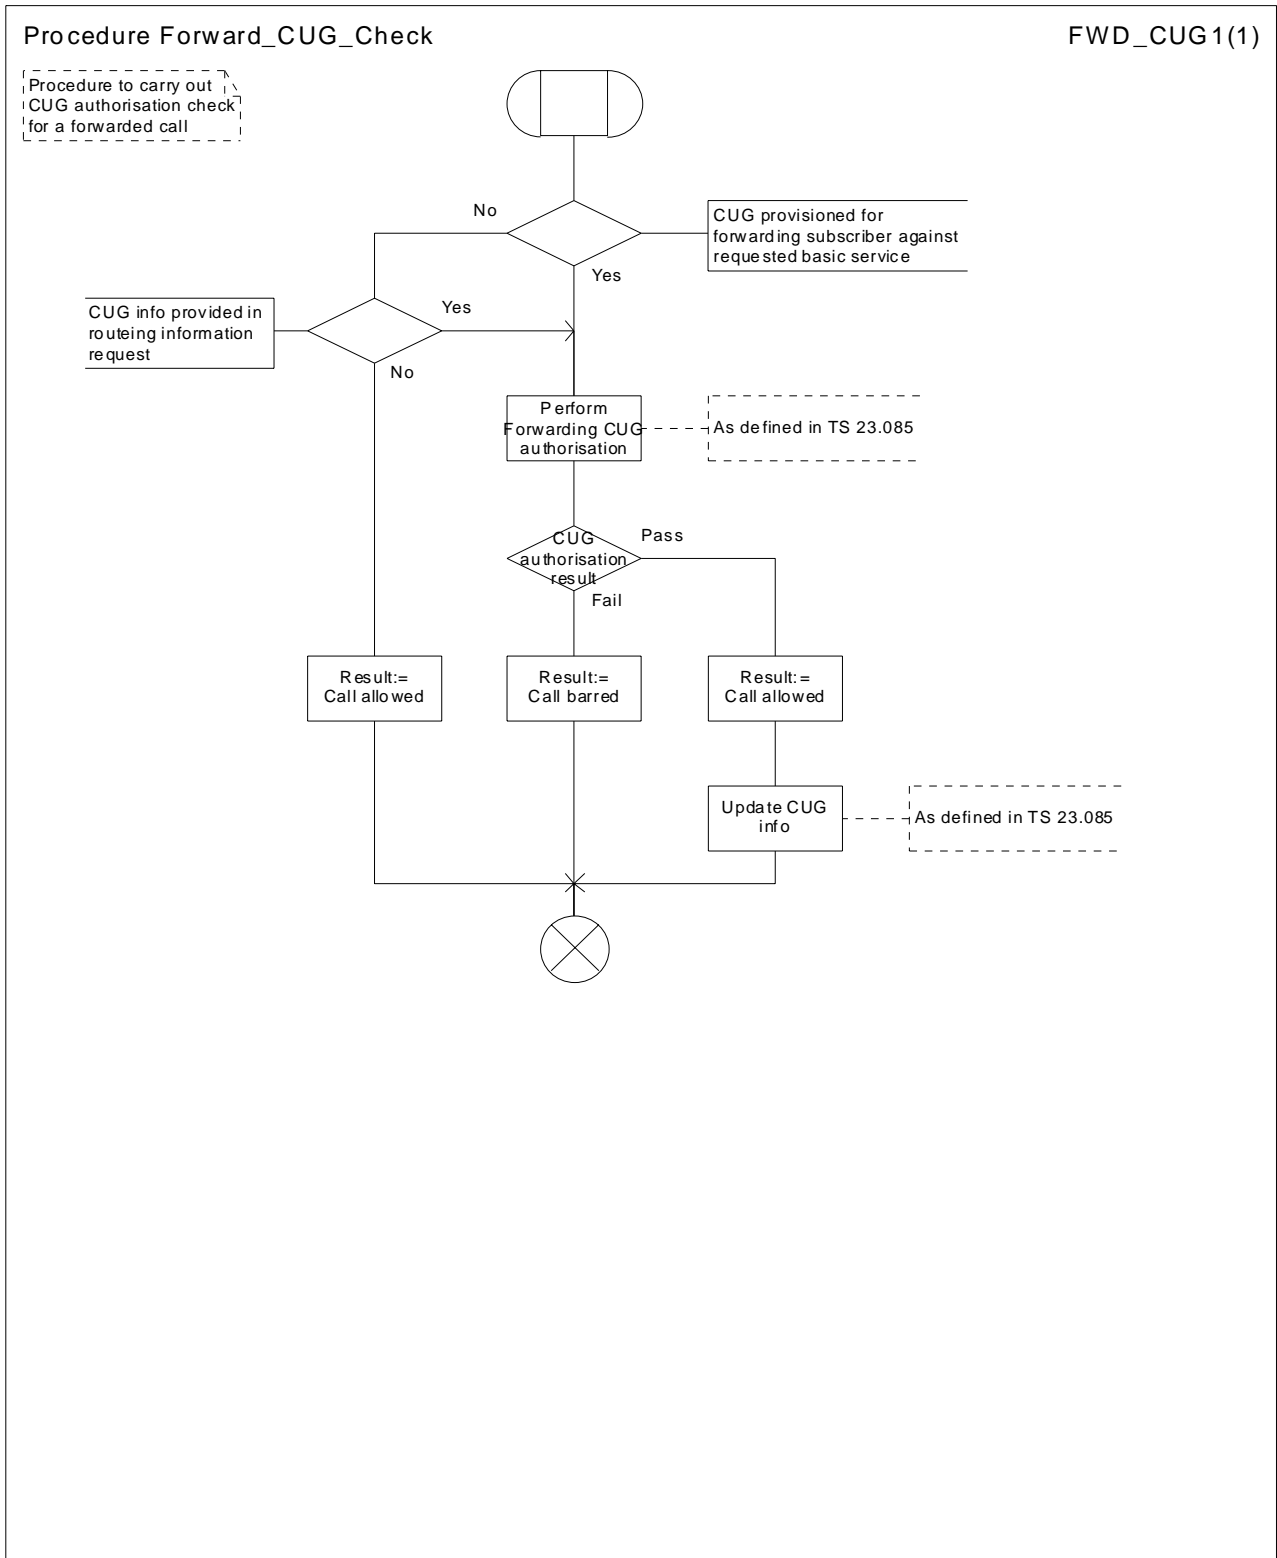 Procedure Forward_CUG_Check
FWD_CUG1(1)
Procedure to carry out
CUG authorisation check
for a forwarded call
No
CUG provisioned for
forwarding subscriber against
requested basic service
Yes
CUG info provided in
routeing information
request
Yes
No
Perform
Forwarding CUG
authorisation
As defined in TS 23.085
CUG
authorisation
result
Pass
Fail
Result:=
Call allowed
Result:=
Call barred
Result:=
Call allowed
Update CUG
info
As defined in TS 23.085